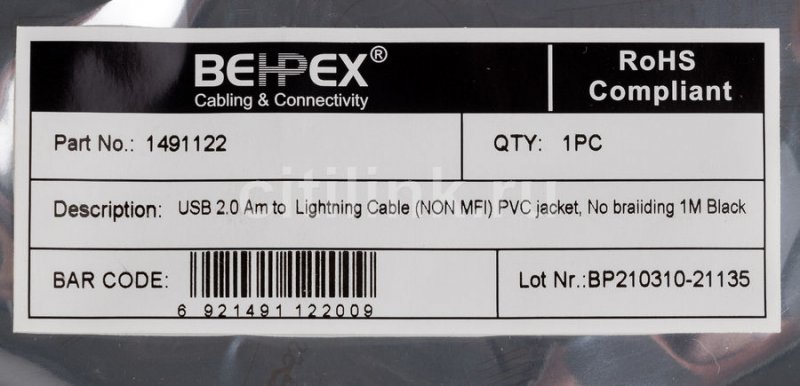 BEHPEX®
Cabling & Connectivity
RoHS
Compliant
Part No.: 1491122
QTY: 1PC
citilink.ru
Description: USB 2.0 Am to Lightning Cable (NON MFI) PVC jacket, No braiiding 1M Black
BAR CODE:
6 921491 122009
Lot Nr.:BP210310-21135